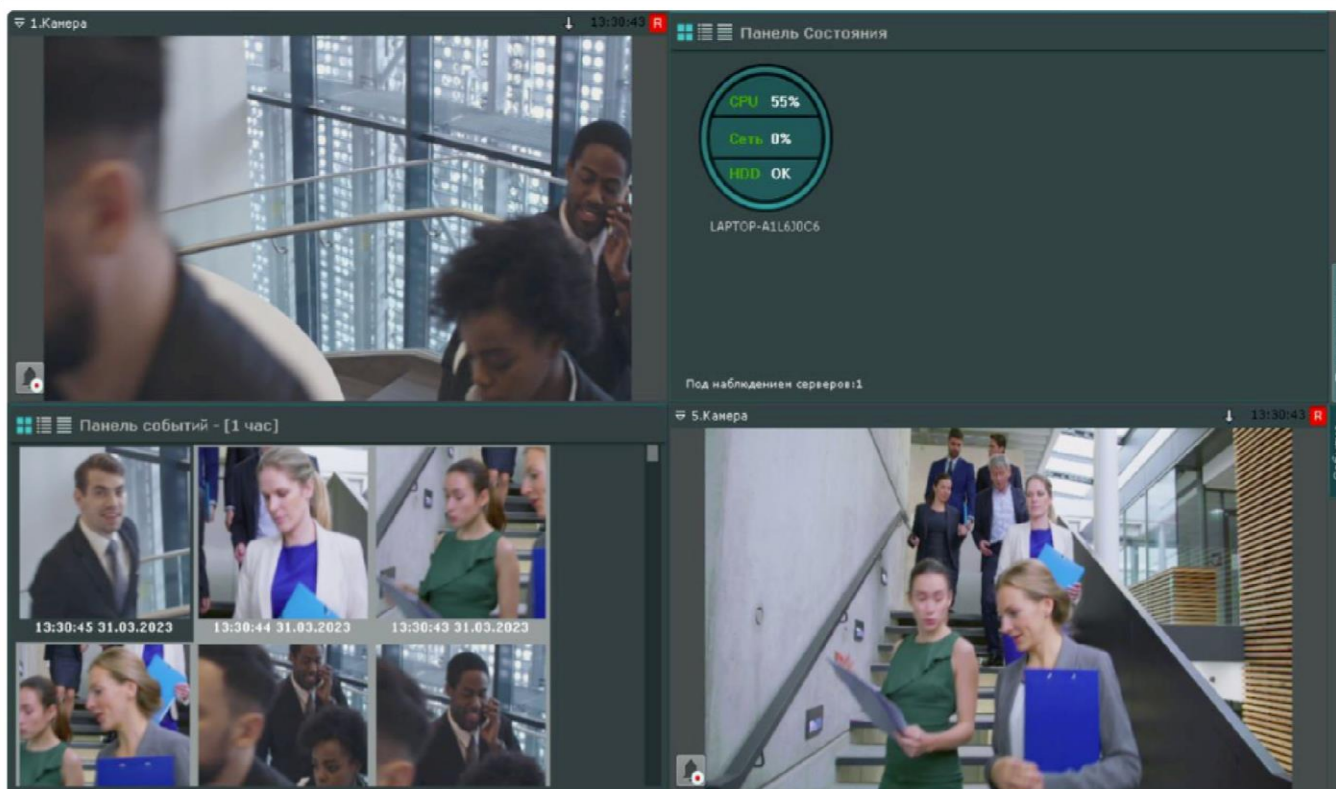 1.Камера
13:30:43 R
Панель Состояния
CPU 55%
Сеть 0%
HDD OK
LAPTOP-A1L6J0C6
Под наблюдением серверов:1
Панель событий - [1 час]
13:30:45 31.03.2023
13:30:44 31.03.2023
13:30:43 31.03.2023
5.Камера
13:30:43 R